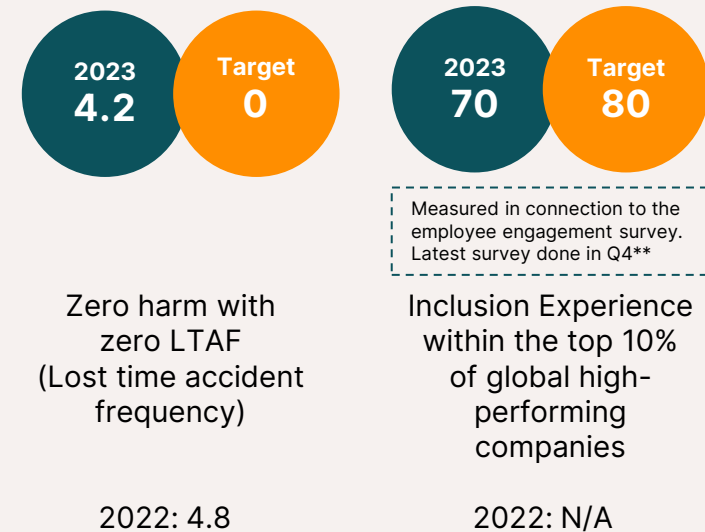 2023
4.2
Target
0
2023
70
Target
80
Measured in connection to the
employee engagement survey.
Latest survey done in Q4**
Zero harm with
zero LTAF
(Lost time accident
frequency)
2022: 4.8
Inclusion Experience
within the top 10%
of global high-
performing
companies
2022: N/A